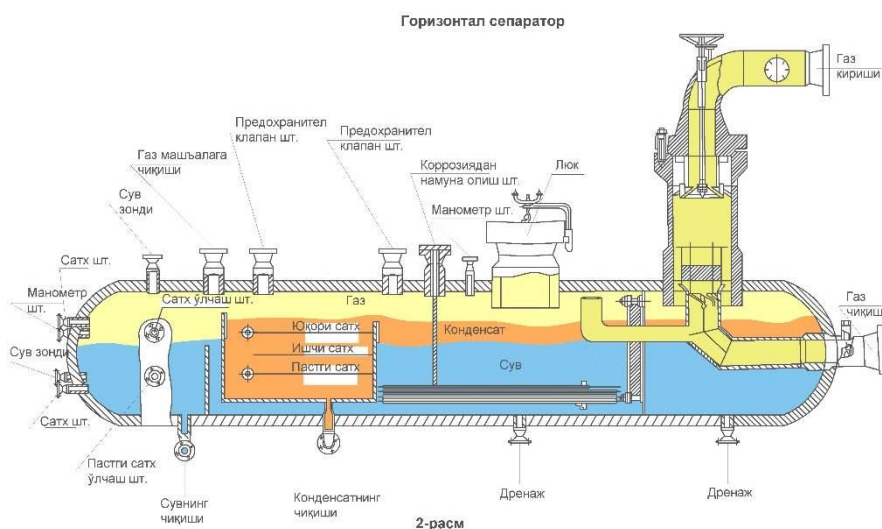 Горизонтал сепаратор
Газ
кириши
Предохранител
клапан шт.
Предохранител
клапан шт.
Газ машъалага
чиқиши
Коррозиядан
намуна олиш шт.
Люк
Манометр шт.
Сув
зонди
Сатх шт.
Манометр
шт.
Сув зонди
Сатх шт.
Сатх ўлчаш шт.
Газ
Юқори сатх
Ишчи сатх
Пастги сатх
Конденсат
Сув
Газ
чиқиши
Пастги сатх
ўлчаш шт.
Сувнинг
чиқиши
Конденсатнинг
чиқиши
Дренаж
Дренаж
2-расм